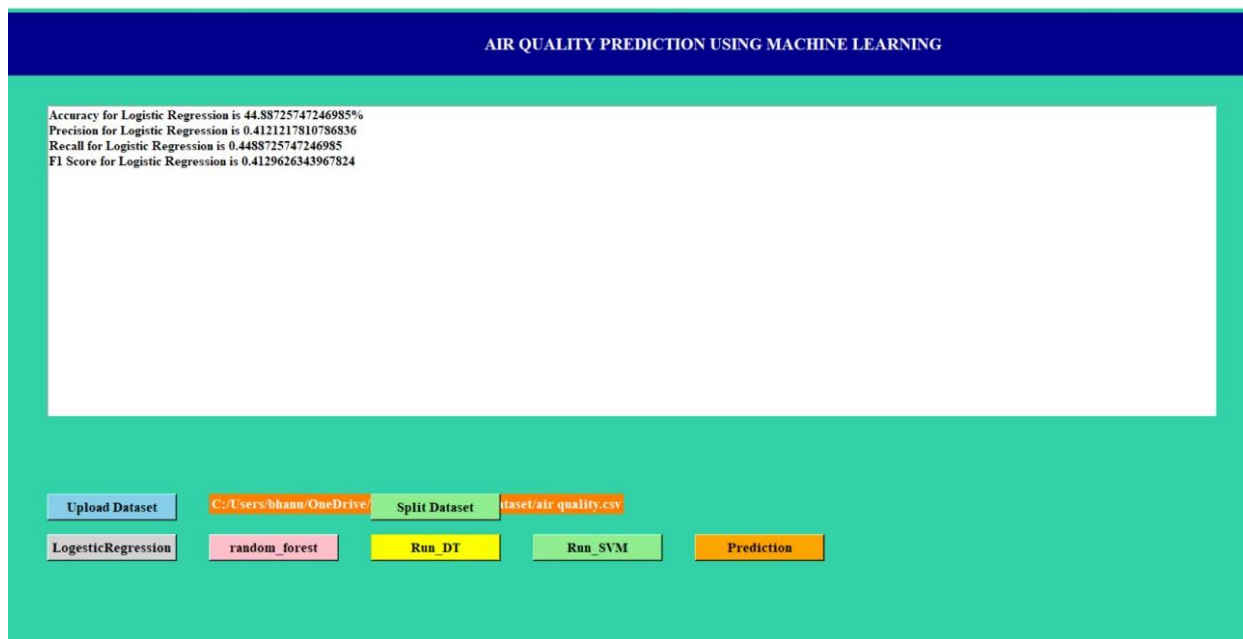 AIR QUALITY PREDICTION USING MACHINE LEARNING
Accuracy for Logistic Regression is 44.88725747246985%
Precision for Logistic Regression is 0.4121217810786836
Recall for Logistic Regression is 0.4488725747246985
F1 Score for Logistic Regression is 0.4129626343967824
Upload Dataset C:/Users/bhanu/OneDrive/ Split Dataset taset/air quality.csv
LogesticRegression random_forest Run_DT Run_SVM Prediction